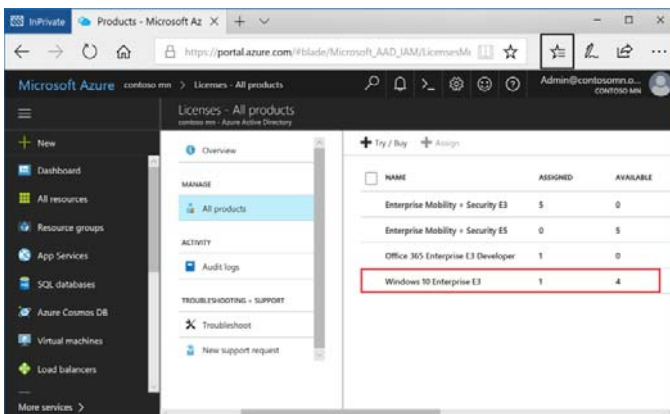 InPrivate
Products - Microsoft Az
https://portal.azure.com/#blade/Microsoft_AAD_IAM/LicensesMe
Microsoft Azure contoso mn > Licenses - All products
Admin@contosomn.o...
CONTOSO MN
Licenses - All products
contoso mn - Azure Active Directory
New
Dashboard
All resources
Resource groups
App Services
SQL databases
Azure Cosmos DB
Virtual machines
Load balancers
More services >
Overview
MANAGE
All products
ACTIVITY
Audit logs
TROUBLESHOOTING + SUPPORT
Troubleshoot
New support request
Try / Buy Assign
NAME ASSIGNED AVAILABLE
Enterprise Mobility + Security E3 5 0
Enterprise Mobility + Security E5 0 5
Office 365 Enterprise E3 Developer 1 0
Windows 10 Enterprise E3 1 4